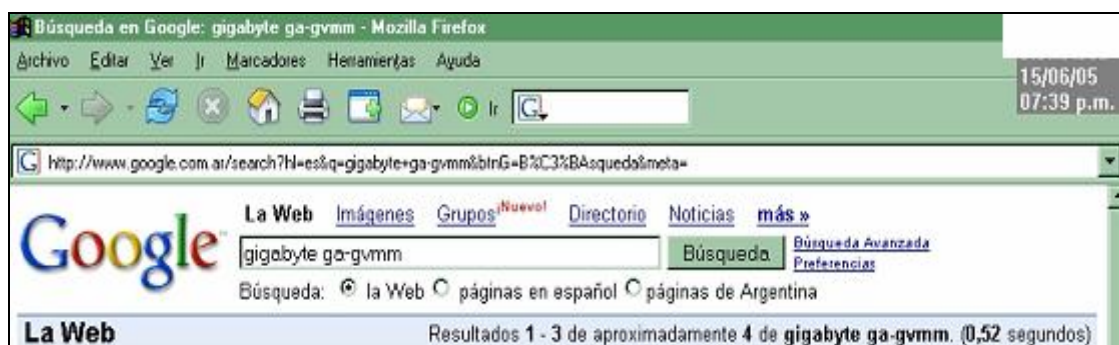 Búsqueda en Google: gigabyte ga-gvmm - Mozilla Firefox
Archivo Editar Ver Ir Marcadores Herramientas Ayuda
15/06/05
07:39 p.m.
Ir
http://www.google.com.ar/search?hl=es&q=gigabyte+ga-gvmm&btnG=B%C3%BAsqueda&meta=
Google
La Web Imágenes Grupos ¡Nuevo! Directorio Noticias más »
gigabyte ga-gvmm Búsqueda Búsqueda Avanzada
Preferencias
Búsqueda: la Web páginas en español páginas de Argentina
La Web Resultados 1 - 3 de aproximadamente 4 de gigabyte ga-gvmm. (0,52 segundos)